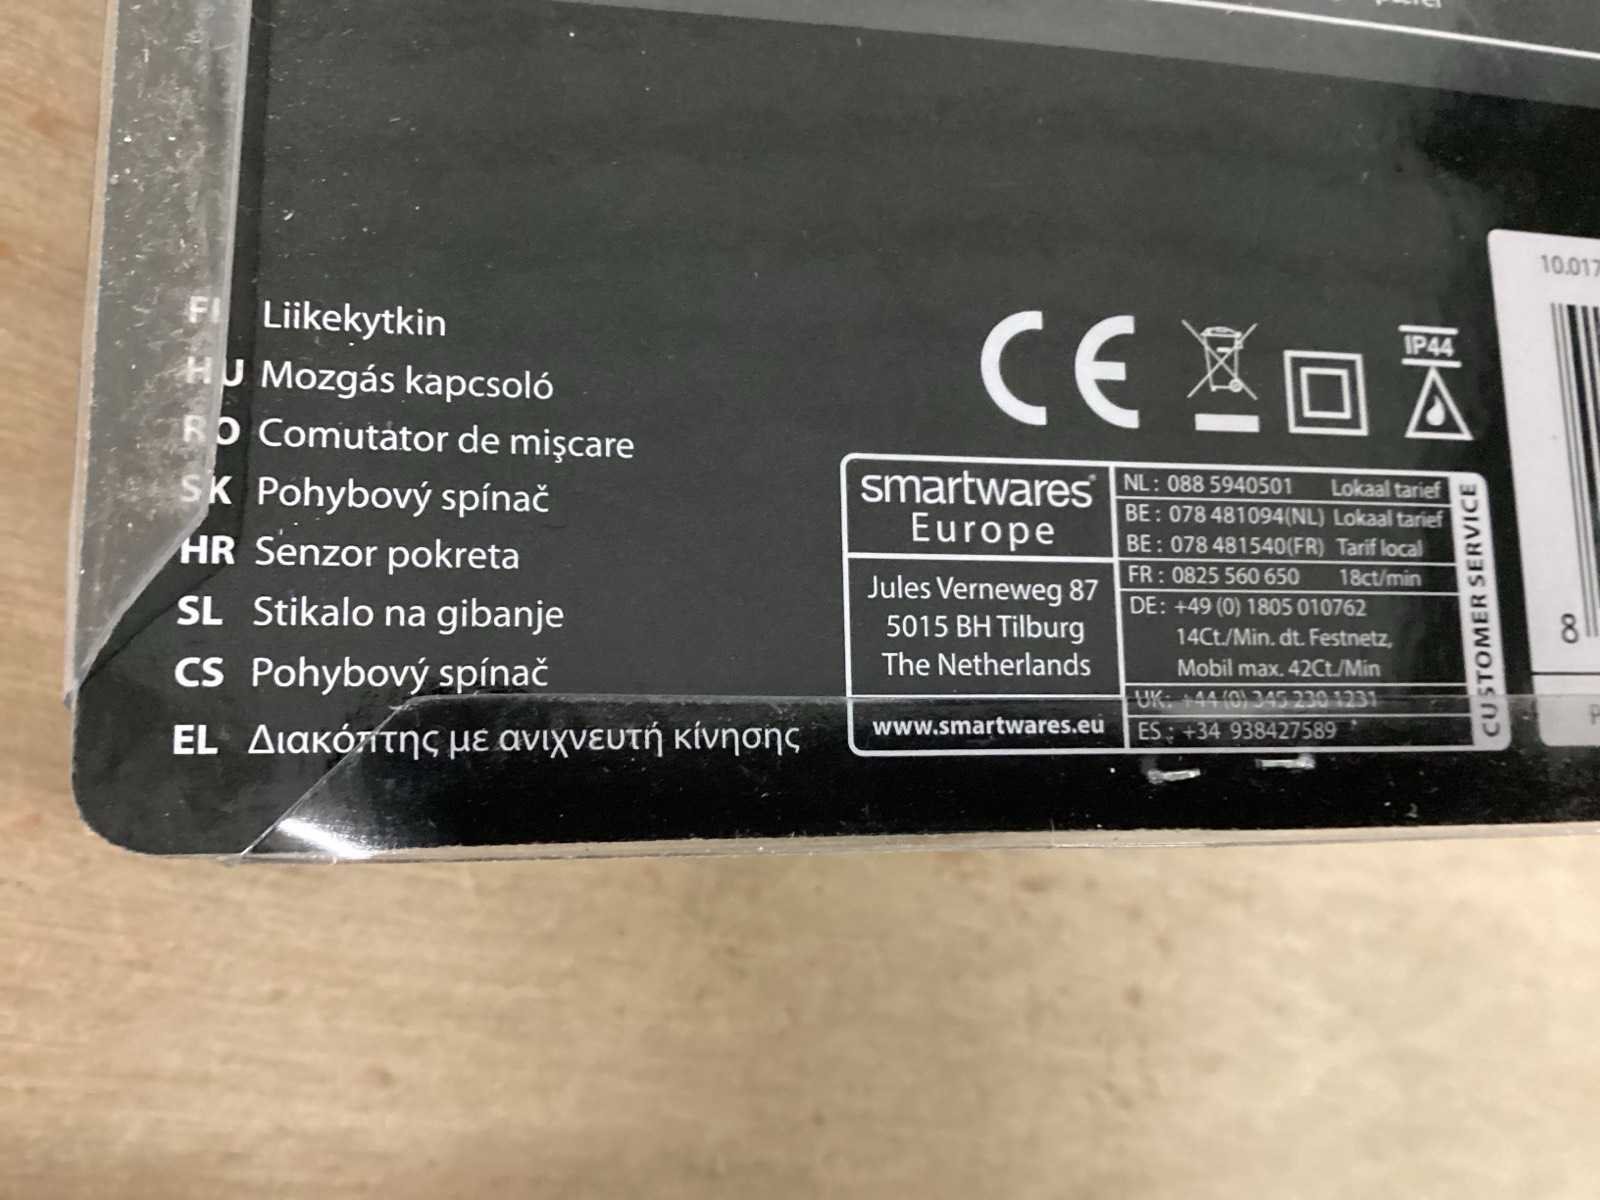 FI Liikekytkin
HU Mozgás kapcsoló
RO Comutator de mişcare
SK Pohybový spínač
HR Senzor pokreta
SL Stikalo na gibanje
CS Pohybový spínač
EL Διακόπτης με ανιχνευτή κίνησης
CE
IP44
smartwares®
Europe
Jules Verneweg 87
5015 BH Tilburg
The Netherlands
www.smartwares.eu
NL: 088 5940501 Lokaal tarief
BE: 078 481094(NL) Lokaal tarief
BE: 078 481540(FR) Tarif local
FR: 0825 560 650 18ct/min
DE: +49 (0) 1805 010762
14Ct./Min. dt. Festnetz,
Mobil max. 42Ct./Min
UK: +44 (0) 345 230 1231
ES: +34 938427589
CUSTOMER SERVICE
10.017
8